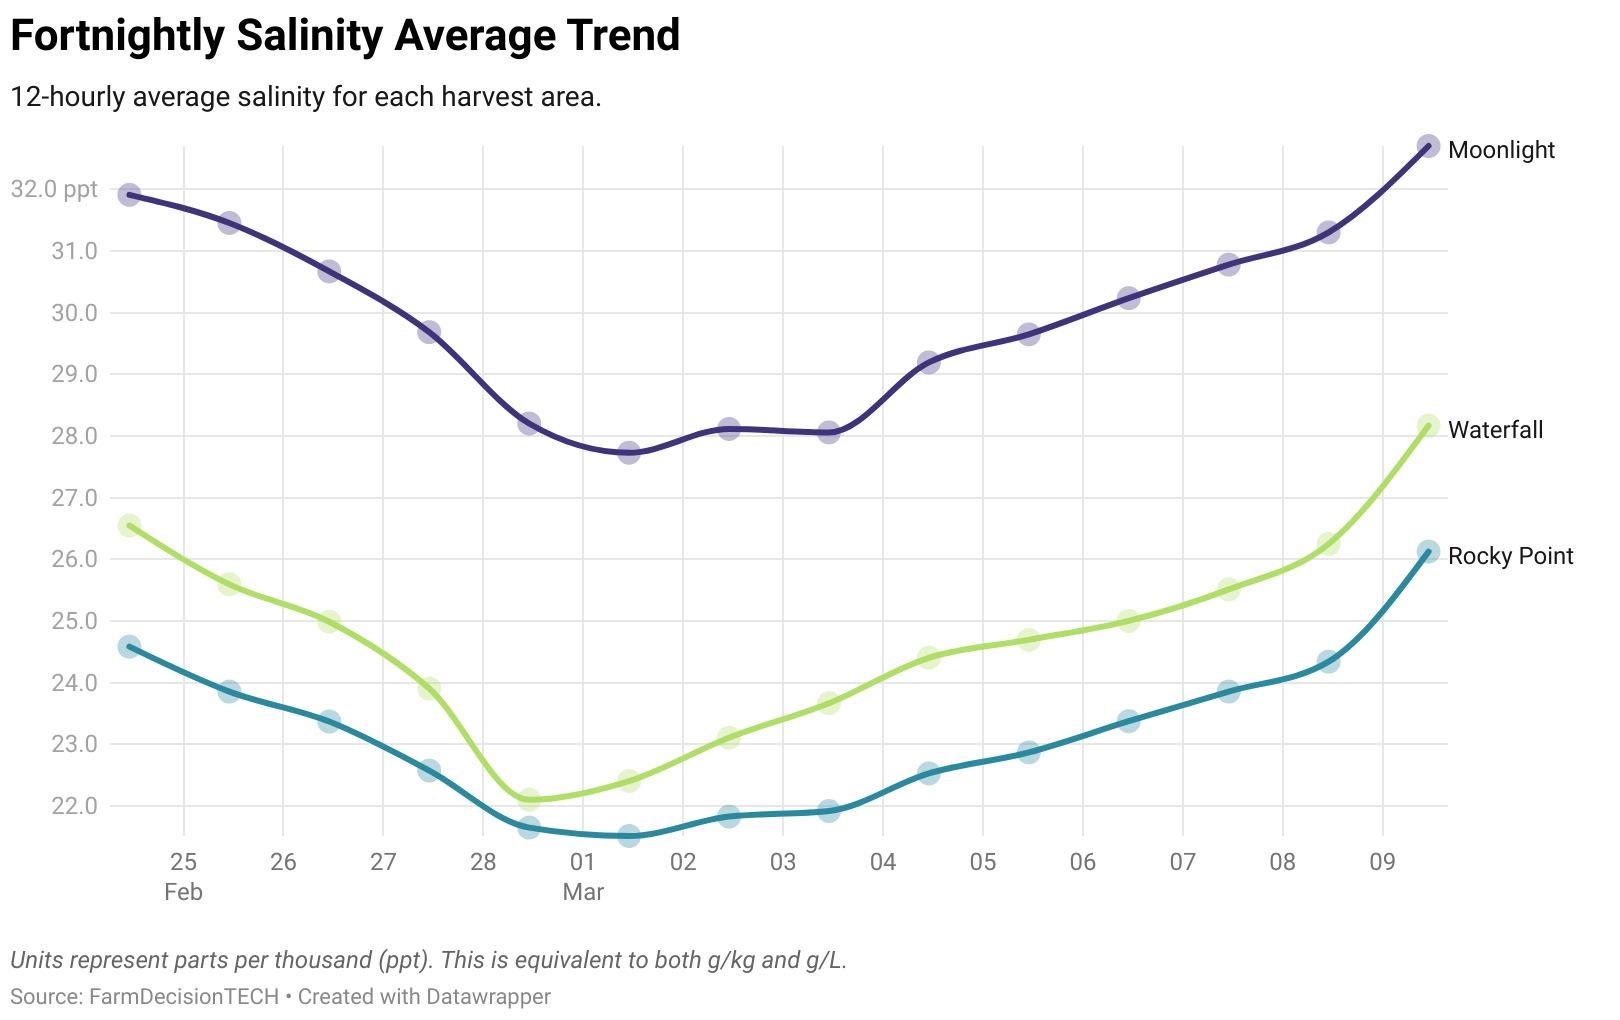 Fortnightly Salinity Average Trend
12-hourly average salinity for each harvest area.
Moonlight
32.0 ppt
31.0
30.0
29.0
28.0
Waterfall
27.0
26.0
Rocky Point
25.0
24.0
23.0
22.0
25 26 27 28 01 02 03 04 05 06 07 08 09
Feb Mar
Units represent parts per thousand (ppt). This is equivalent to both g/kg and g/L.
Source: FarmDecisionTECH • Created with Datawrapper